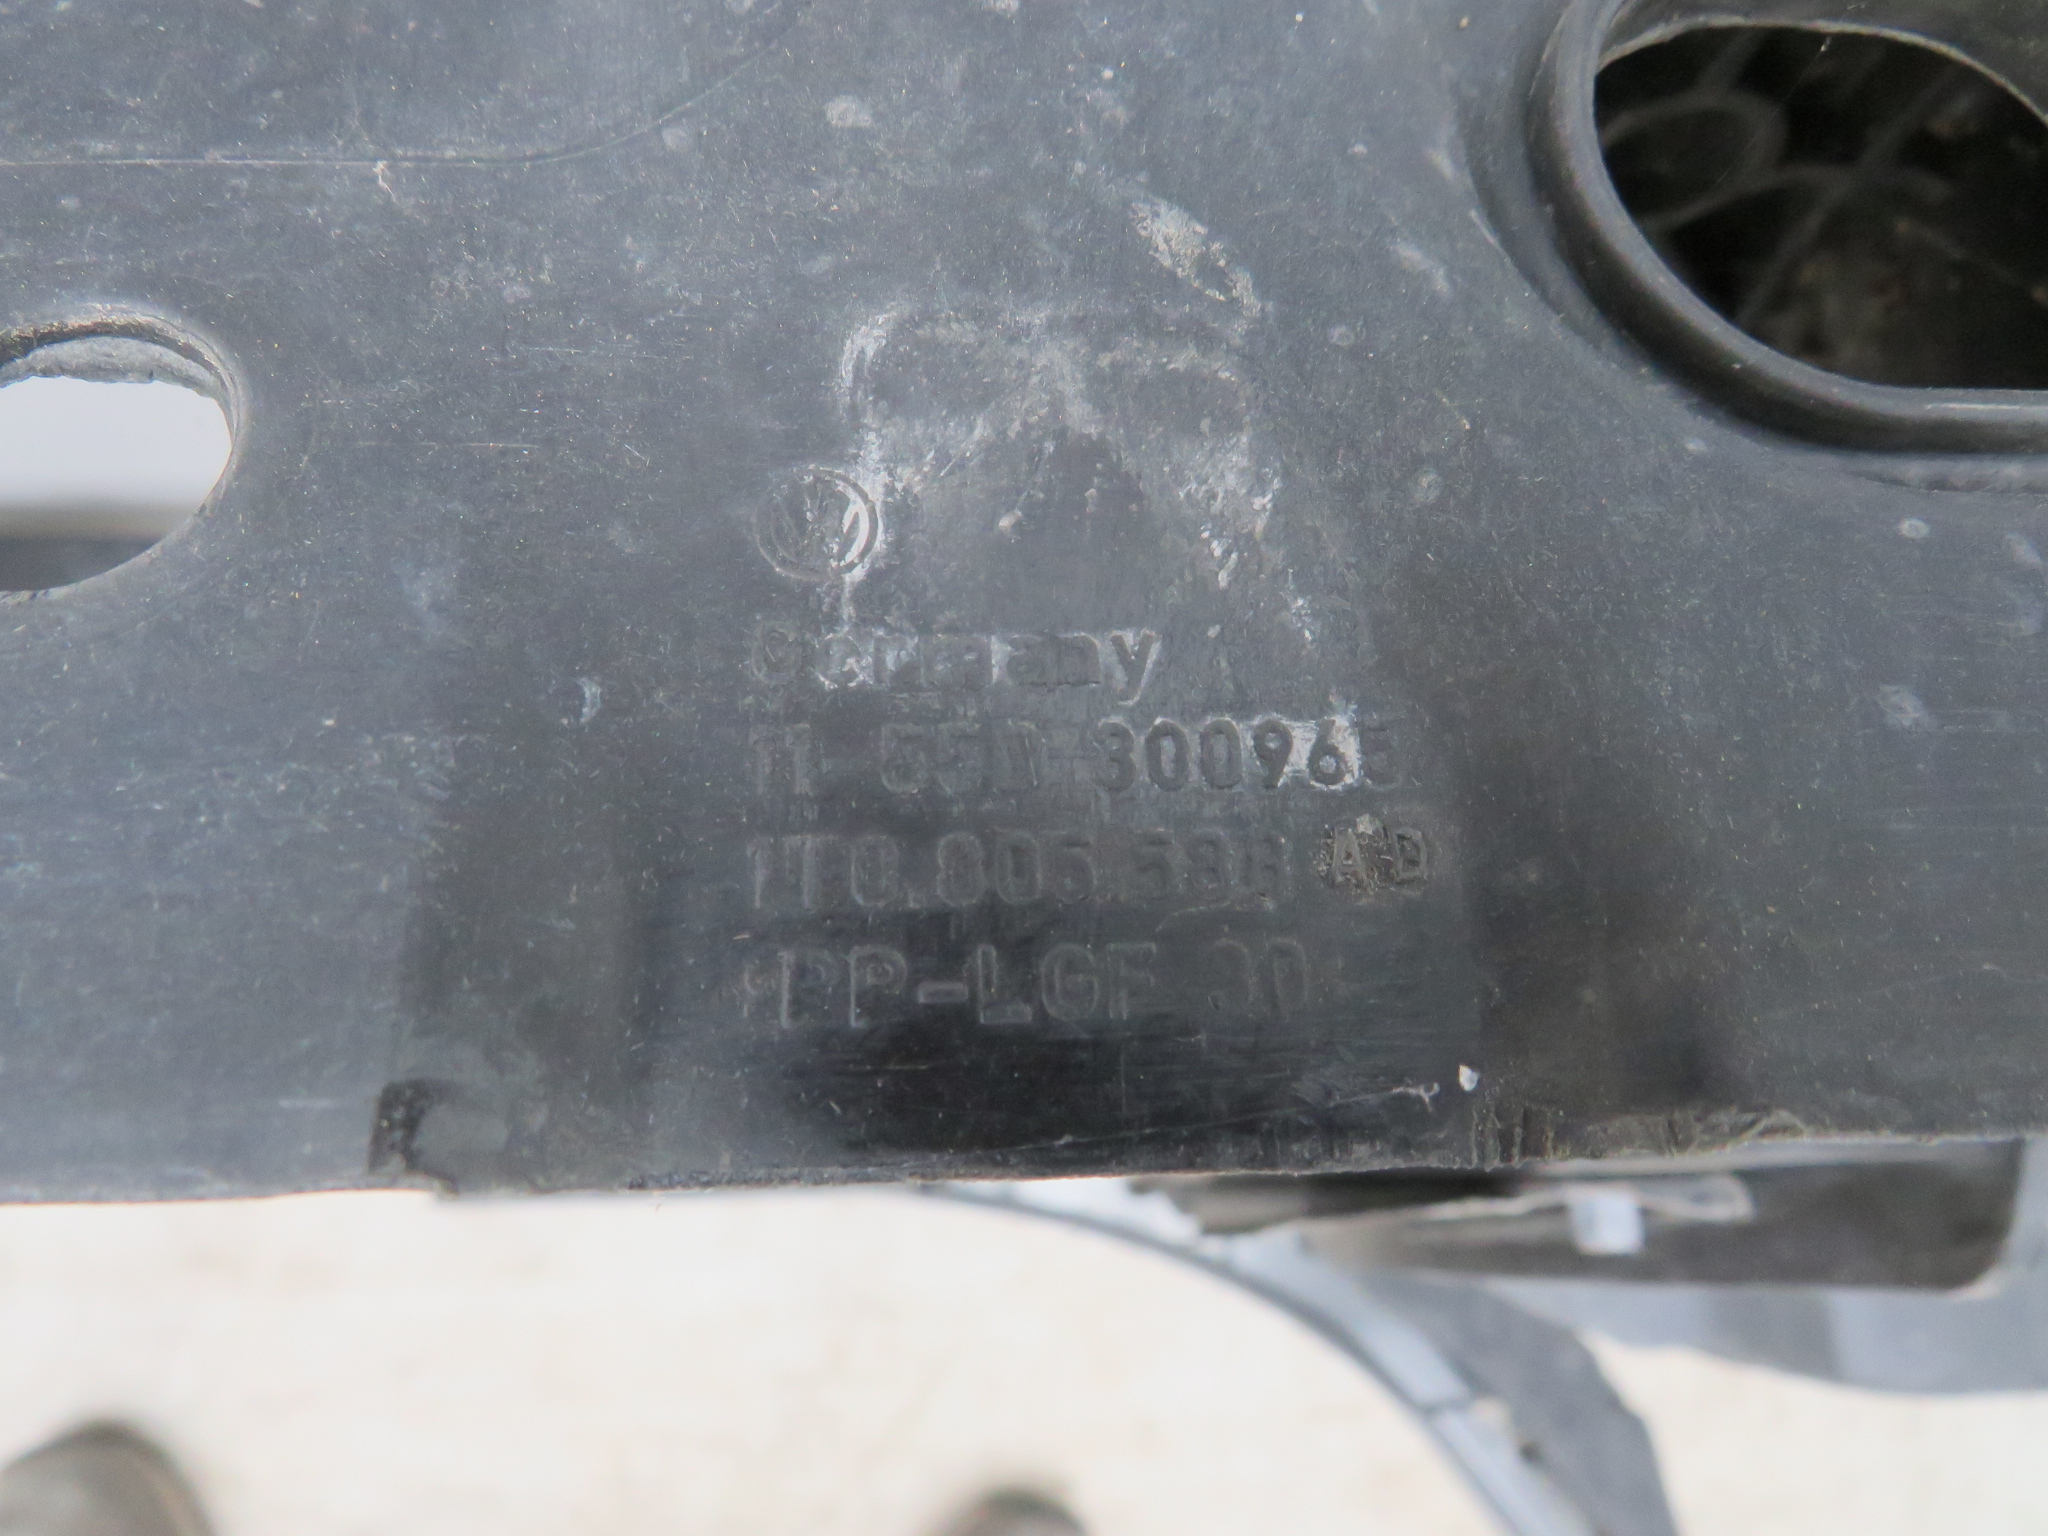 Germany
11-55D-300965
1T0.805.588 AD
>PP-LGF 30<